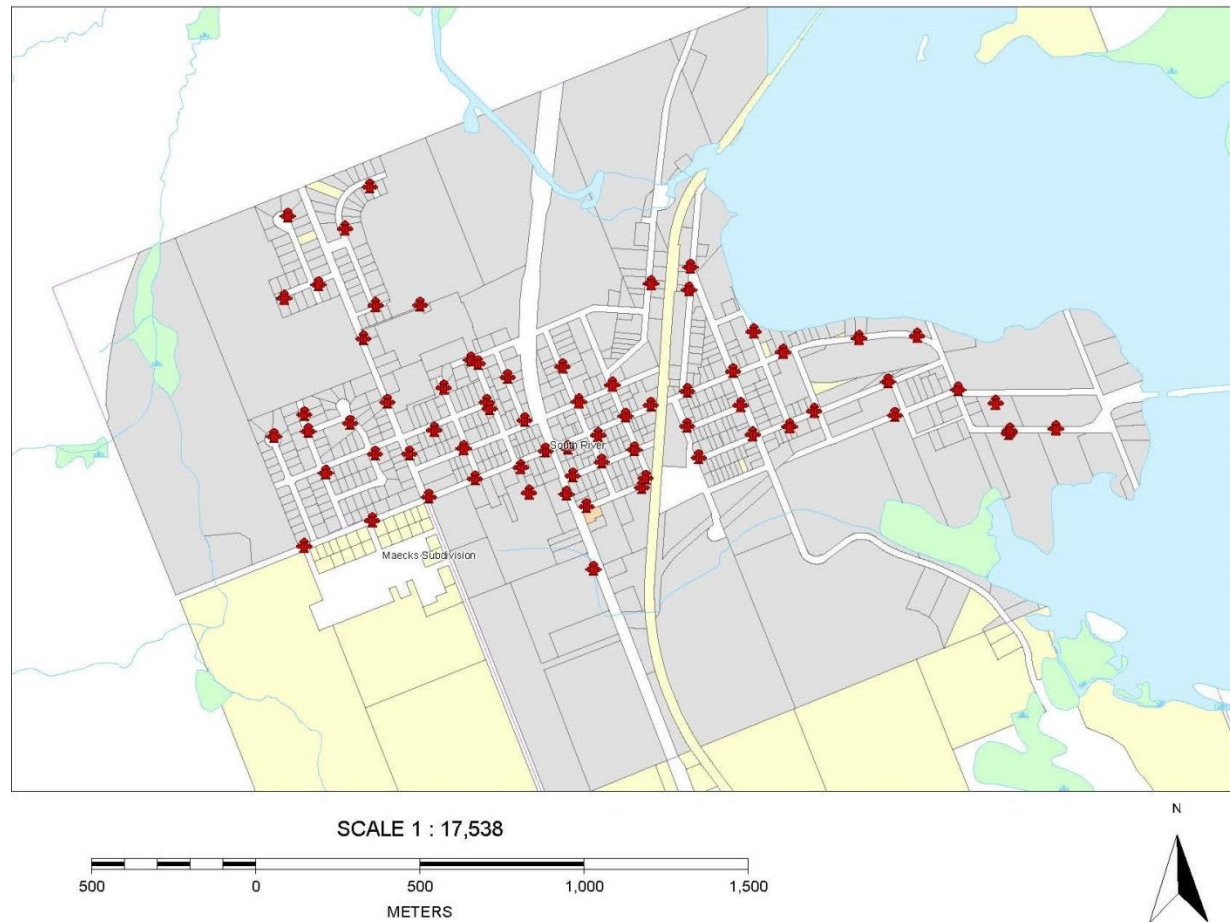 South River
Maecks Subdivision
SCALE 1 : 17,538
500 0 500 1,000 1,500
METERS
N